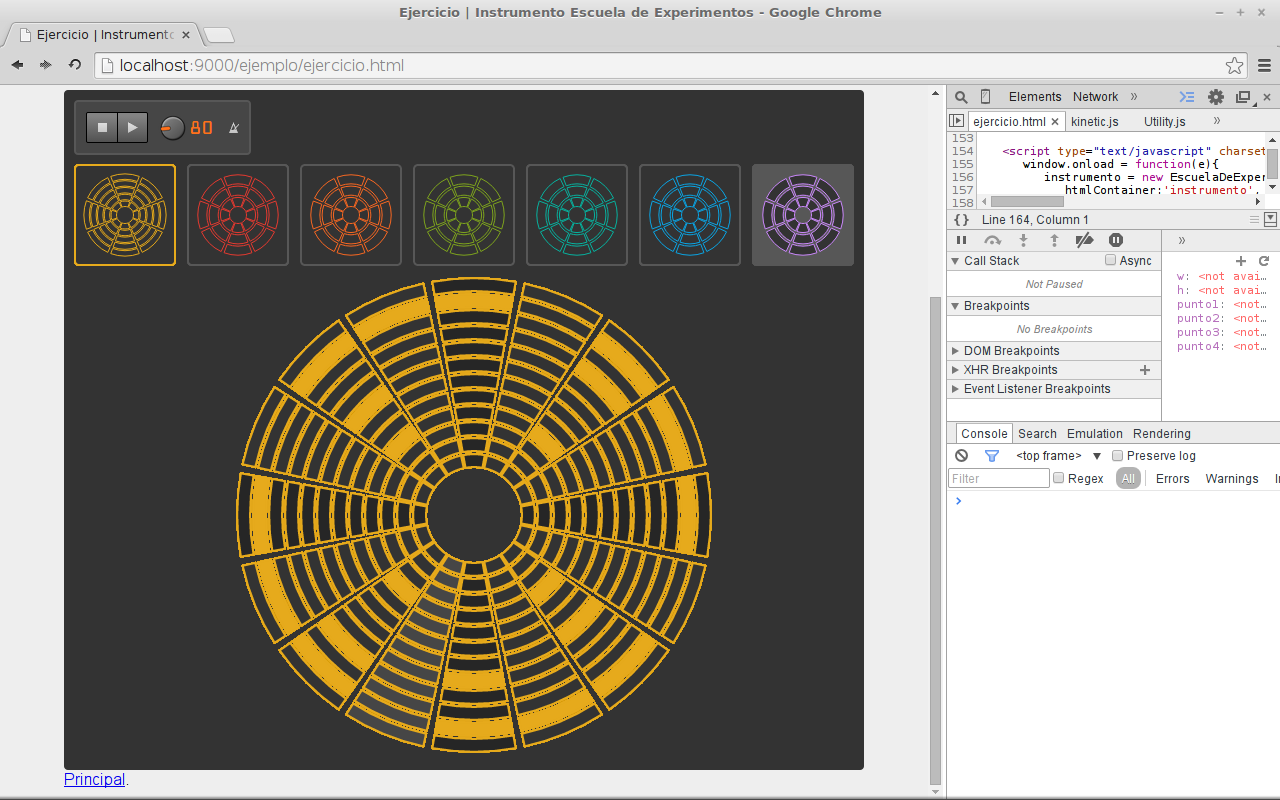 Ejercicio | Instrumento Escuela de Experimentos - Google Chrome
Ejercicio | Instrumento
localhost:9000/ejemplo/ejercicio.html
80
Principal.
Elements Network »
ejercicio.html kinetic.js Utility.js »
153
154 <script type="text/javascript" charset
155 window.onload = function(e){
156 instrumento = new EscuelaDeExper
157 htmlContainer:'instrumento',
158
{} Line 164, Column 1
»
Call Stack Async
Not Paused
Breakpoints
No Breakpoints
DOM Breakpoints
XHR Breakpoints
Event Listener Breakpoints
w: <not avai…
h: <not avai…
punto1: <not…
punto2: <not…
punto3: <not…
punto4: <not…
Console Search Emulation Rendering
<top frame> Preserve log
Filter Regex All Errors Warnings